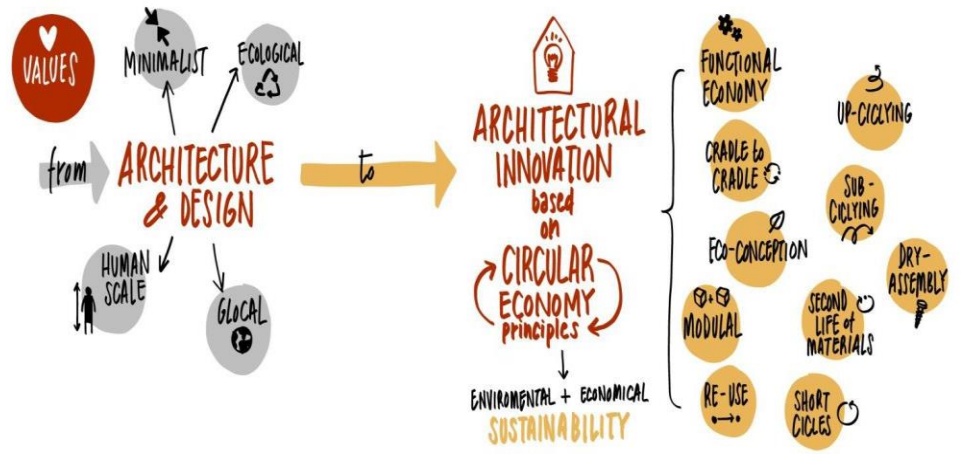 VALUES
MINIMALIST
ECOLOGICAL
from
ARCHITECTURE
& DESIGN
HUMAN
SCALE
GLOCAL
to
ARCHITECTURAL
INNOVATION
based
on
CIRCULAR
ECONOMY
principles
ENVIROMENTAL + ECONOMICAL
SUSTAINABILITY
FUNCTIONAL
ECONOMY
UP-CICLYING
CRADLE to
CRADLE
SUB-
CICLYING
ECO-CONCEPTION
DRY-
ASSEMBLY
MODULAL
SECOND
LIFE of
MATERIALS
RE-USE
SHORT
CICLES